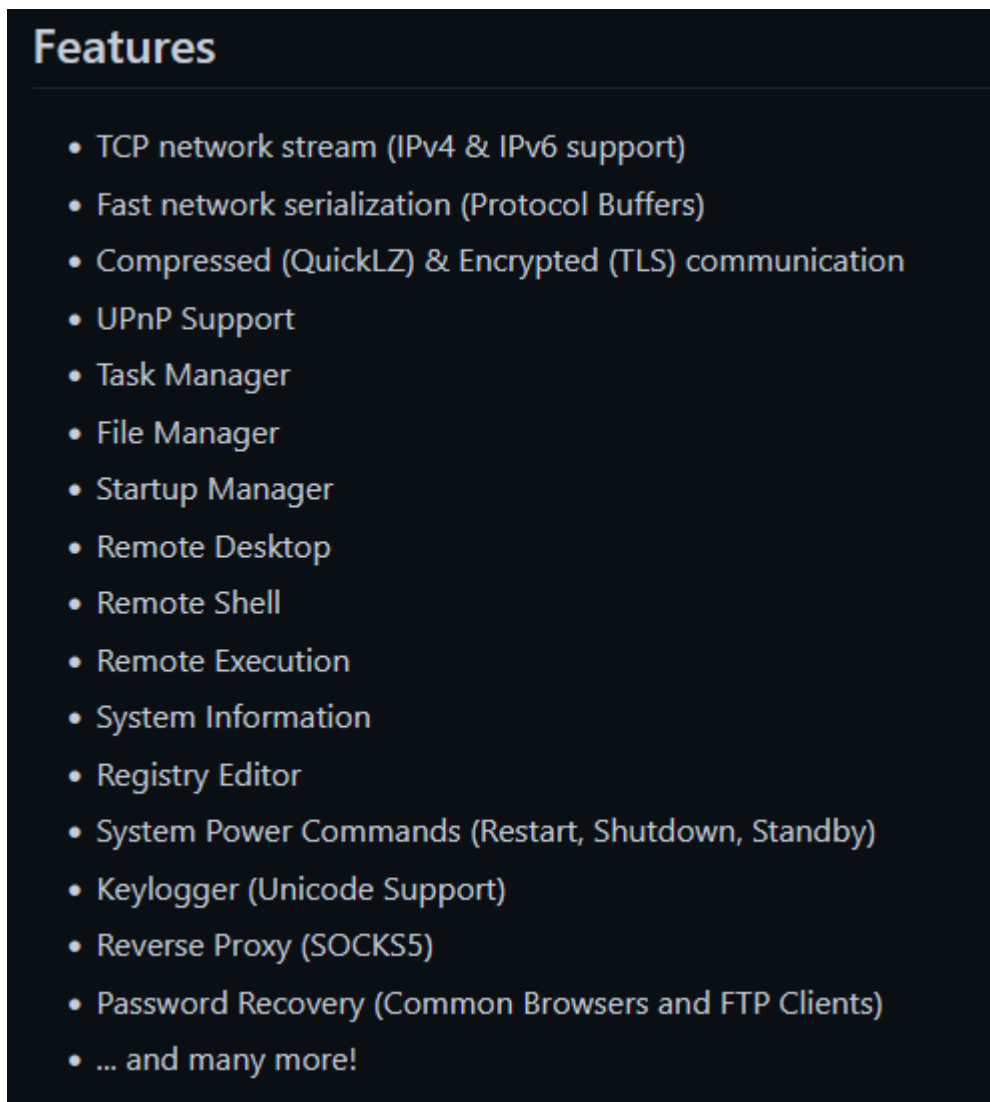 Features
• TCP network stream (IPv4 & IPv6 support)
• Fast network serialization (Protocol Buffers)
• Compressed (QuickLZ) & Encrypted (TLS) communication
• UPnP Support
• Task Manager
• File Manager
• Startup Manager
• Remote Desktop
• Remote Shell
• Remote Execution
• System Information
• Registry Editor
• System Power Commands (Restart, Shutdown, Standby)
• Keylogger (Unicode Support)
• Reverse Proxy (SOCKS5)
• Password Recovery (Common Browsers and FTP Clients)
• ... and many more!